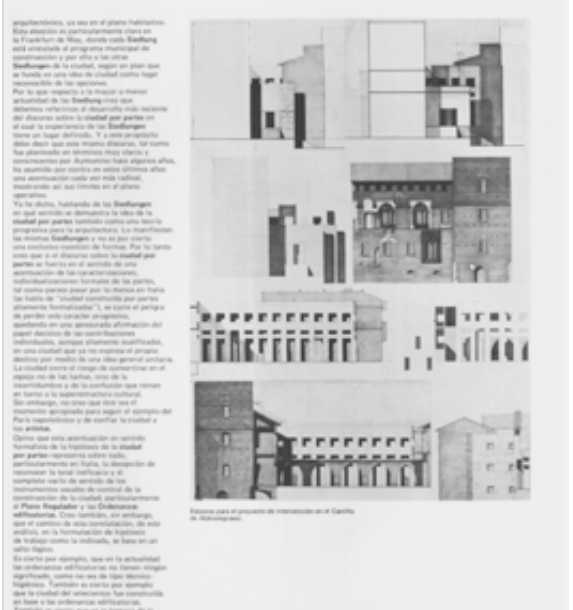 arquitectónico, ya sea en el plano habitativo.
Esta elección es particularmente clara en
la Frankfurt de May, donde cada Siedlung
está vinculada al programa municipal de
construcción y por ello a las otras
Siedlungen de la ciudad, según un plan que
se funda en una idea de ciudad como lugar
reconocible de las opciones.
Por lo que respecta a la mayor o menor
actualidad de las Siedlung creo que
debemos referirnos al desarrollo más reciente
del discurso sobre la ciudad por partes en
el cual la experiencia de las Siedlungen
tiene un lugar definido. Y a este propósito
debo decir que este mismo discurso, tal como
fue planteado en términos muy claros y
convincentes por Aymonino hace algunos años,
ha asumido por contra en estos últimos años
una acentuación cada vez más radical,
mostrando así sus límites en el plano
operativo.
Ya he dicho, hablando de las Siedlungen
en qué sentido se demuestra la idea de la
ciudad por partes también como una teoría
progresiva para la arquitectura. Lo manifiestan
las mismas Siedlungen y no es por cierto
una exclusiva cuestión de formas. Por lo tanto
creo que si el discurso sobre la ciudad por
partes se fuerza en el sentido de una
acentuación de las caracterizaciones,
individualizaciones formales de las partes,
tal como parece pasar por lo menos en Italia
(se habla de "ciudad construida por partes
altamente formalizadas"), se corre el peligro
de perder este carácter progresivo,
quedando en una apresurada afirmación del
papel decisivo de las contribuciones
individuales, aunque altamente cualificadas,
en una ciudad que ya no expresa el propio
destino por medio de una idea general unitaria.
La ciudad corre el riesgo de convertirse en el
espejo no de las luchas, sino de la
incertidumbre y de la confusión que reinan
en torno a la superestructura cultural.
Sin embargo, no creo que éste sea el
momento apropiado para seguir el ejemplo del
París napoleónico y de confiar la ciudad a
los artistas.
Opino que esta acentuación en sentido
formalista de la hipótesis de la ciudad
por partes representa sobre todo,
particularmente en Italia, la decepción de
reconocer la total ineficacia y el
completo vacío de sentido de los
instrumentos usuales de control de la
construcción de la ciudad, particularmente
el Plano Regulador y las Ordenanzas
edificatorias. Creo también, sin embargo,
que el camino de esta constatación, de este
análisis, en la formulación de hipótesis
de trabajo como la indicada, se basa en un
salto lógico.
Es cierto por ejemplo, que en la actualidad
las ordenanzas edificatorias no tienen ningún
significado, como no sea de tipo técnico-
higiénico. También es cierto por ejemplo
que la ciudad del setecientos fue construida
en base a las ordenanzas edificatorias.
Estudios para el proyecto de intervención en el Castillo
de Abbiategrasso.